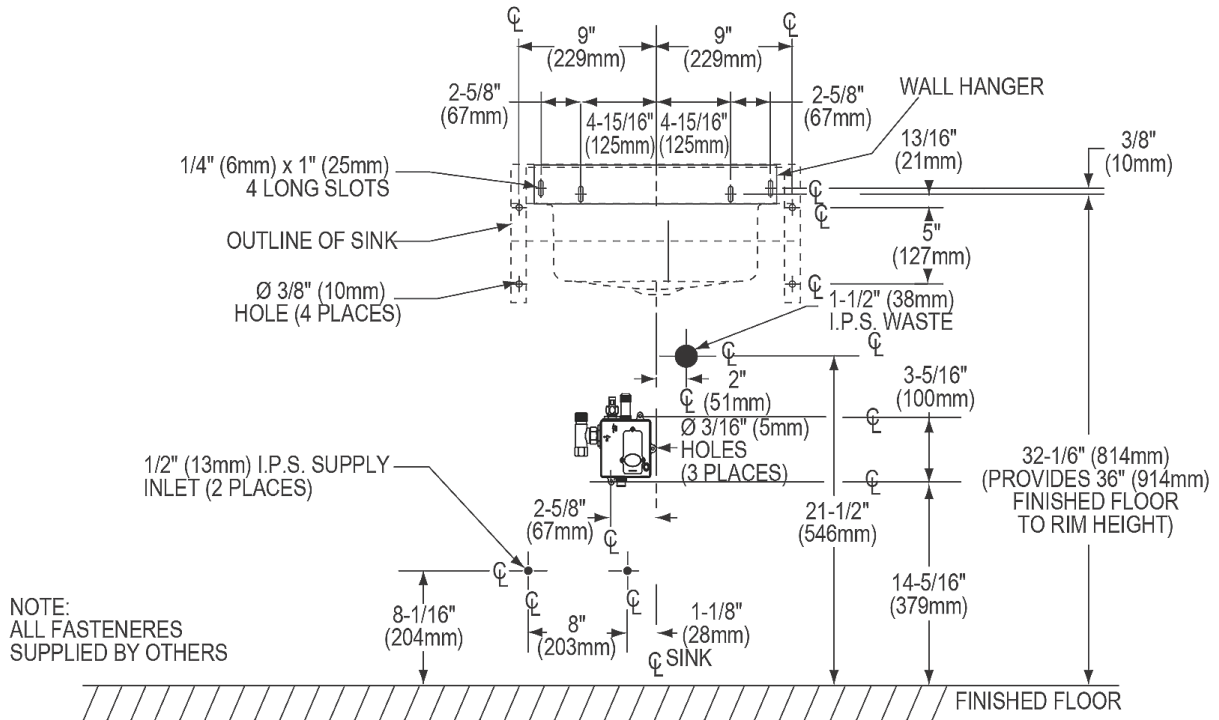 ℄
9"
(229mm)
9"
(229mm)
℄
2-5/8"
(67mm)
4-15/16"
(125mm)
4-15/16"
(125mm)
2-5/8"
(67mm)
WALL HANGER
13/16"
(21mm)
3/8"
(10mm)
1/4" (6mm) x 1" (25mm)
4 LONG SLOTS
℄
℄
OUTLINE OF SINK
5"
(127mm)
Ø 3/8" (10mm)
HOLE (4 PLACES)
℄
1-1/2" (38mm)
I.P.S. WASTE
℄
℄
2"
(51mm)
℄
3-5/16"
(100mm)
℄
Ø 3/16" (5mm)
HOLES
(3 PLACES)
32-1/6" (814mm)
(PROVIDES 36" (914mm)
FINISHED FLOOR
TO RIM HEIGHT)
1/2" (13mm) I.P.S. SUPPLY
INLET (2 PLACES)
℄
2-5/8"
(67mm)
℄
21-1/2"
(546mm)
℄
℄
℄
14-5/16"
(379mm)
NOTE:
ALL FASTENERES
SUPPLIED BY OTHERS
8-1/16"
(204mm)
8"
(203mm)
1-1/8"
(28mm)
℄ SINK
FINISHED FLOOR